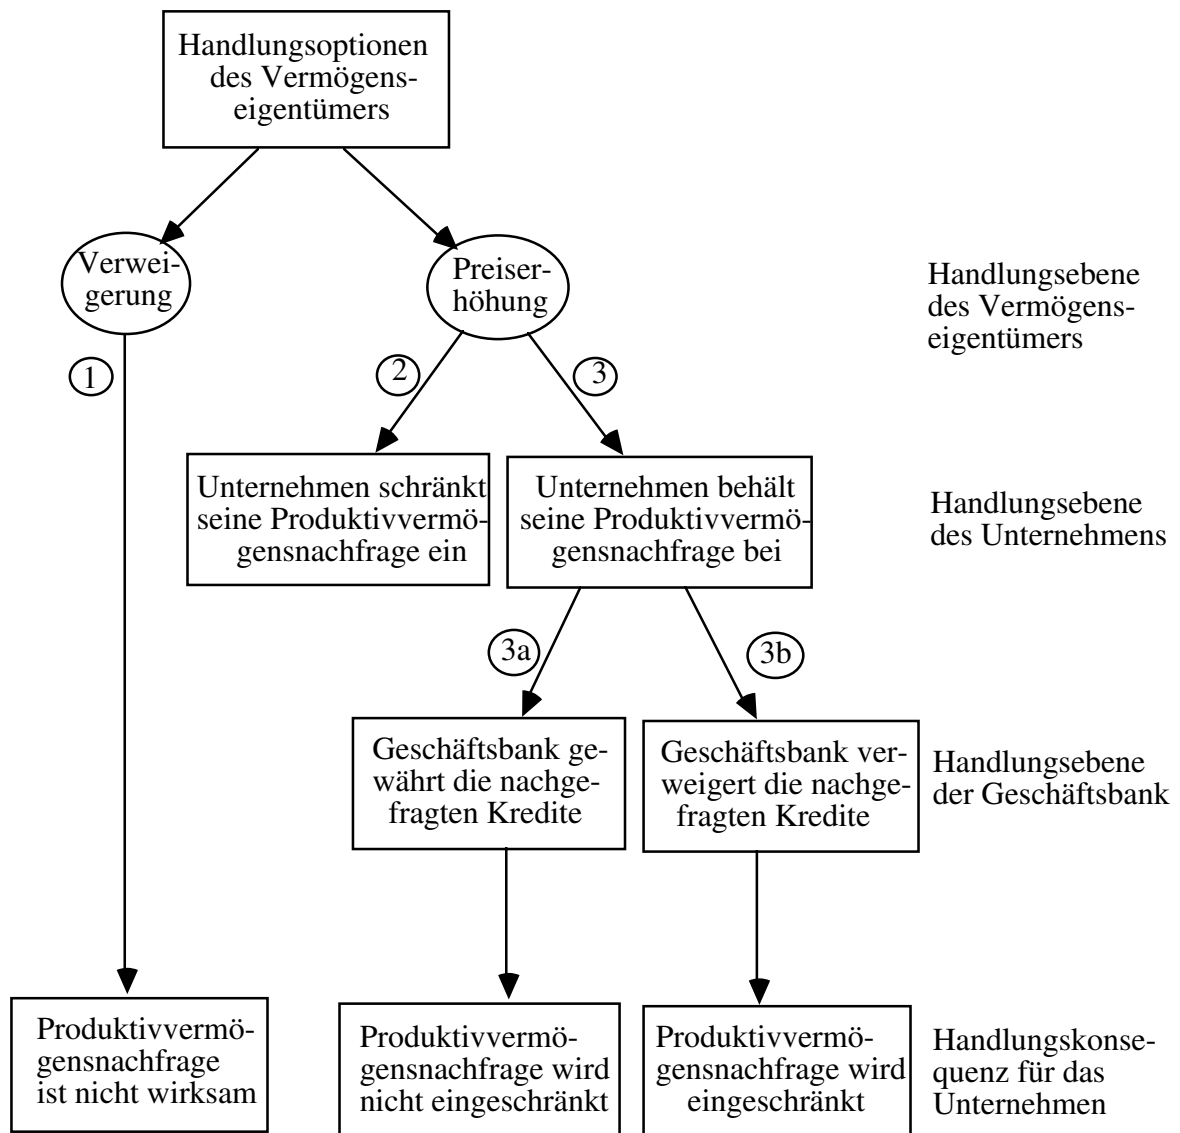 Handlungsoptionen
des Vermögens-
eigentümers
Verwei-
gerung
Preiser-
höhung
Handlungsebene
des Vermögens-
eigentümers
1
2
3
Unternehmen schränkt
seine Produktivvermö-
gensnachfrage ein
Unternehmen behält
seine Produktivvermö-
gensnachfrage bei
Handlungsebene
des Unternehmens
3a
3b
Geschäftsbank ge-
währt die nachge-
fragten Kredite
Geschäftsbank ver-
weigert die nachge-
fragten Kredite
Handlungsebene
der Geschäftsbank
Produktivvermö-
gensnachfrage
ist nicht wirksam
Produktivvermö-
gensnachfrage wird
nicht eingeschränkt
Produktivvermö-
gensnachfrage wird
eingeschränkt
Handlungskonse-
quenz für das
Unternehmen